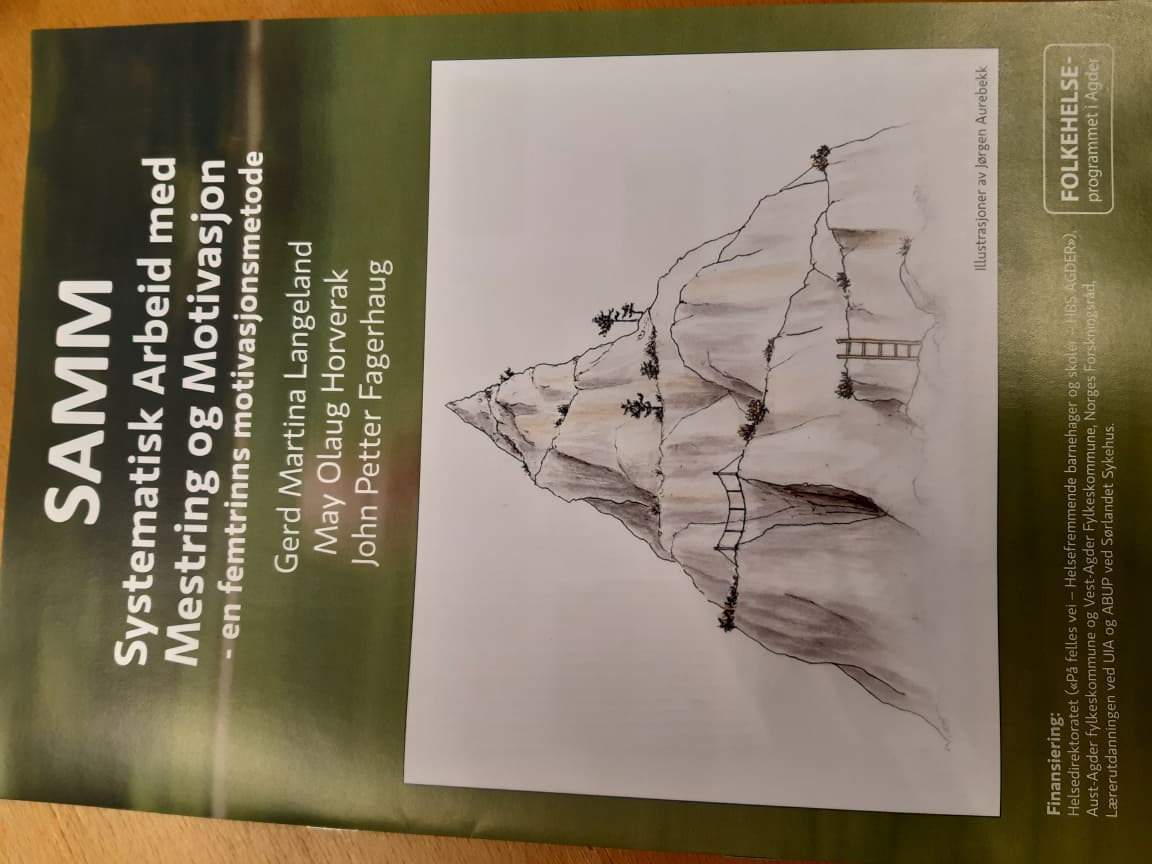 SAMM
Systematisk Arbeid med
Mestring og Motivasjon
- en femtrinns motivasjonsmetode
Gerd Martina Langeland
May Olaug Horverak
John Petter Fagerhaug
Illustrasjoner av Jørgen Aurebekk
Finansiering:
Helsedirektoratet («På felles vei – Helsefremmende barnehager og skoler HIBS AGDER»),
Aust-Agder fylkeskommune og Vest-Agder Fylkeskommune, Norges Forskningsråd,
Lærerutdanningen ved UIA og ABUP ved Sørlandet Sykehus.
FOLKEHELSE-
programmet i Agder